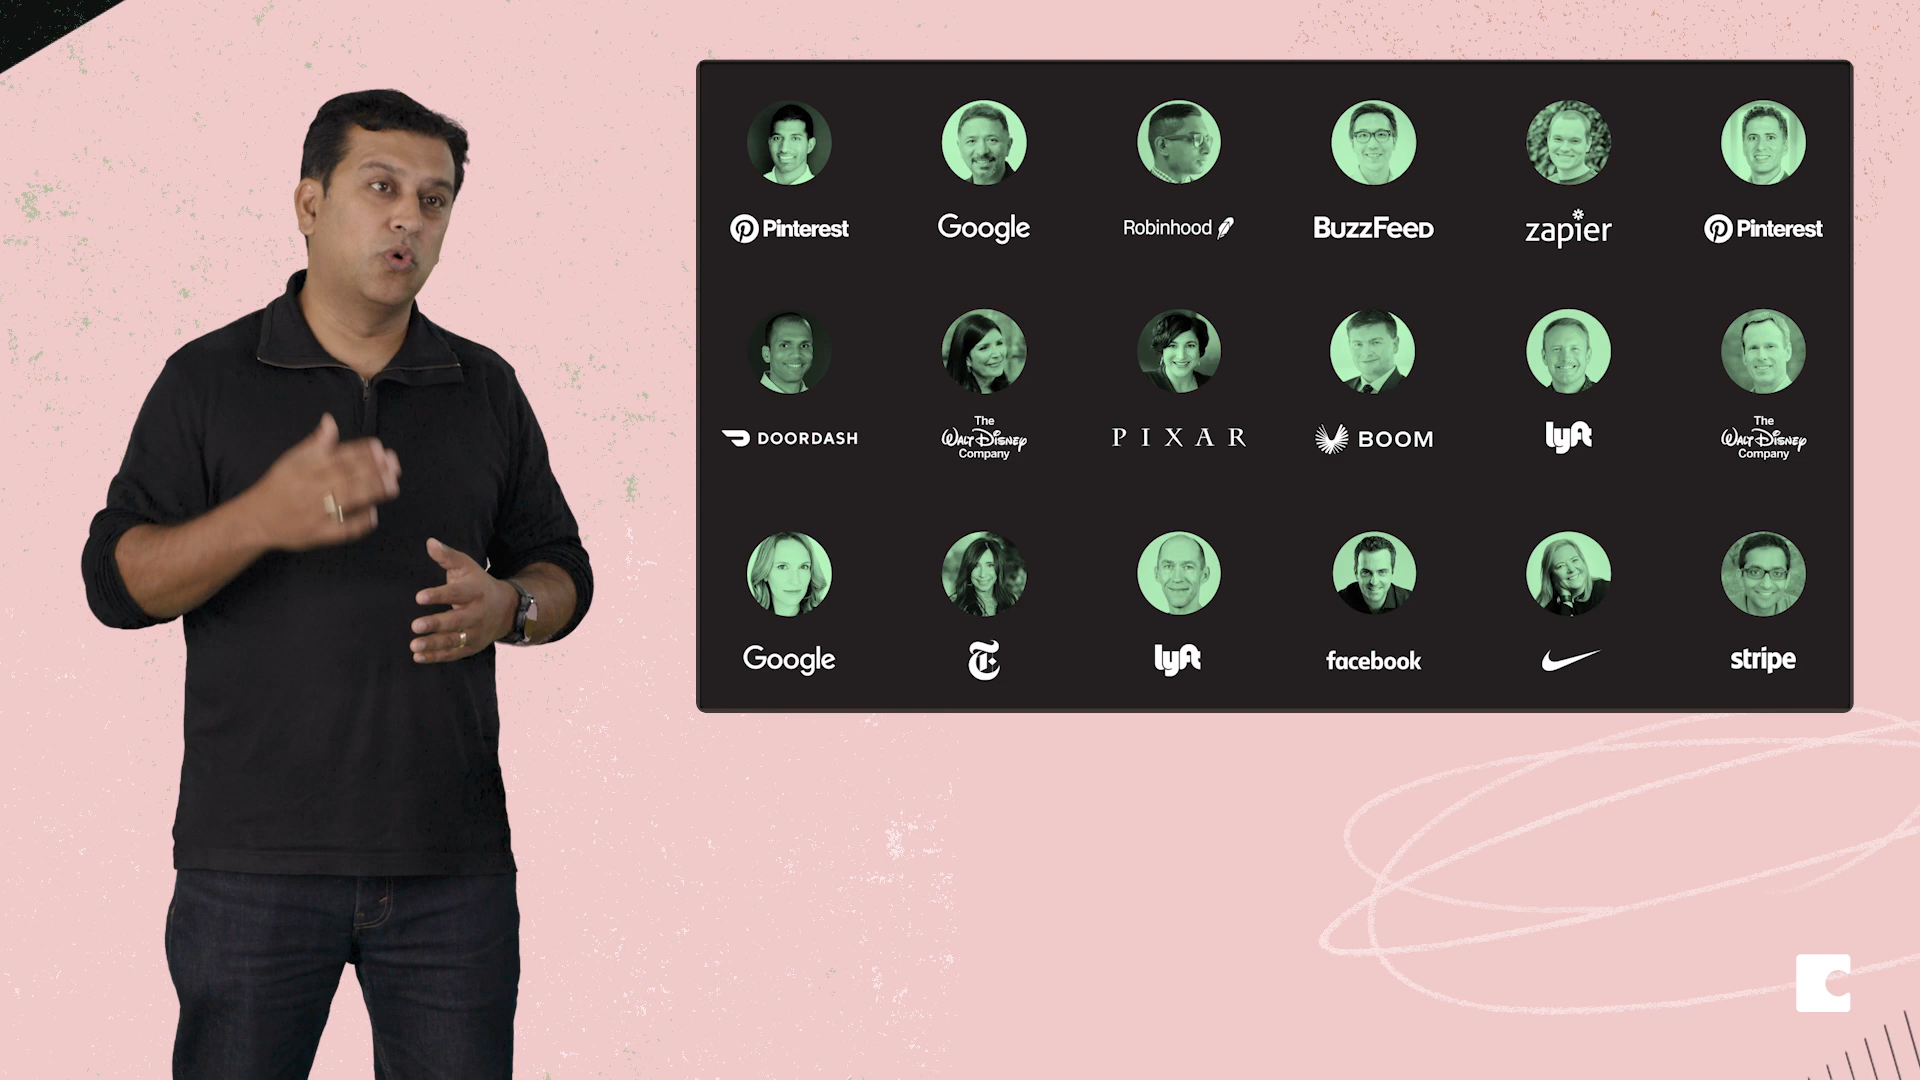 Pinterest
Google
Robinhood
BuzzFeed
zapier
Pinterest
DOORDASH
The
Walt Disney
Company
PIXAR
BOOM
lyft
The
Walt Disney
Company
Google
T
lyft
facebook
stripe